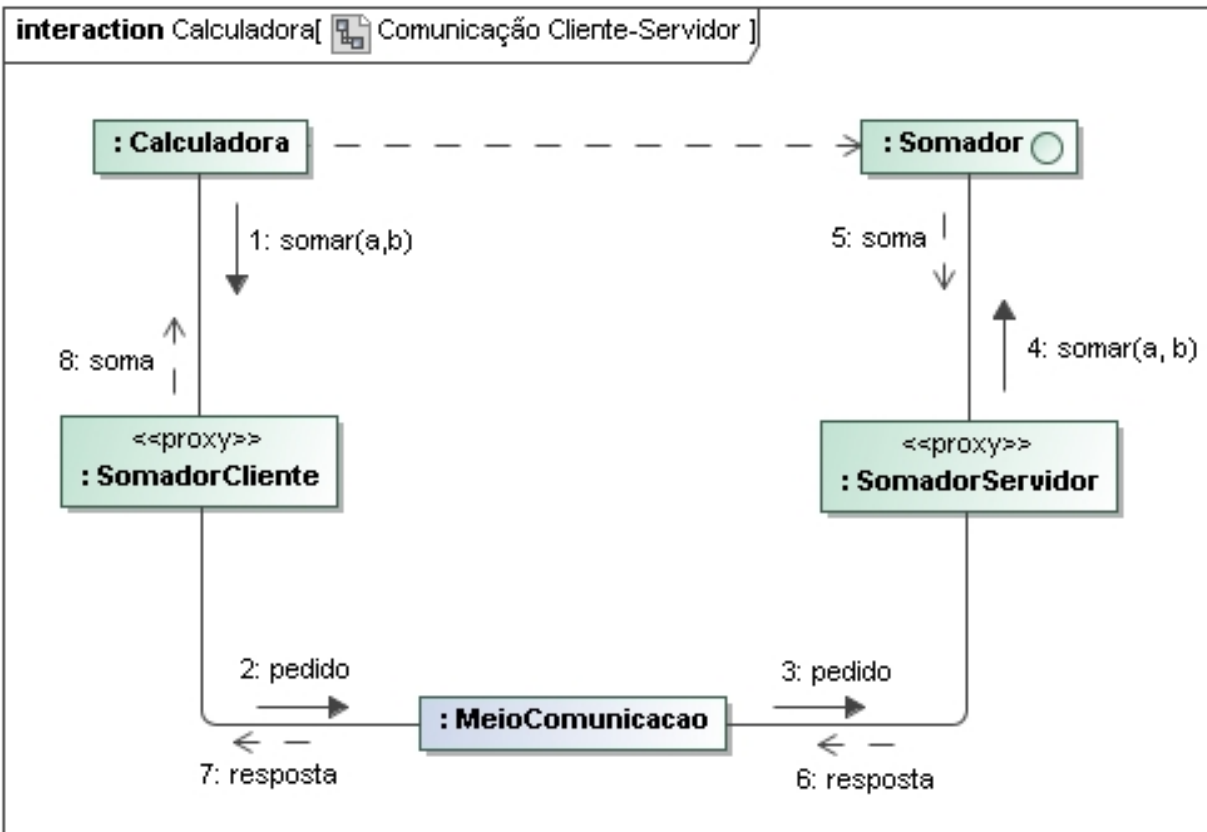 interaction Calculadora[ Comunicação Cliente-Servidor ]
: Calculadora
: Somador
1: somar(a,b)
5: soma
8: soma
4: somar(a, b)
<<proxy>>
: SomadorCliente
<<proxy>>
: SomadorServidor
2: pedido
3: pedido
: MeioComunicacao
7: resposta
6: resposta